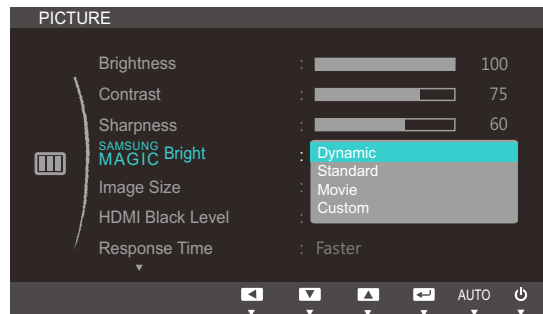 PICTURE
Brightness : 100
Contrast : 75
Sharpness : 60
SAMSUNG MAGIC Bright : Dynamic
Standard
Image Size : Movie
Custom
HDMI Black Level :
Response Time : Faster
AUTO